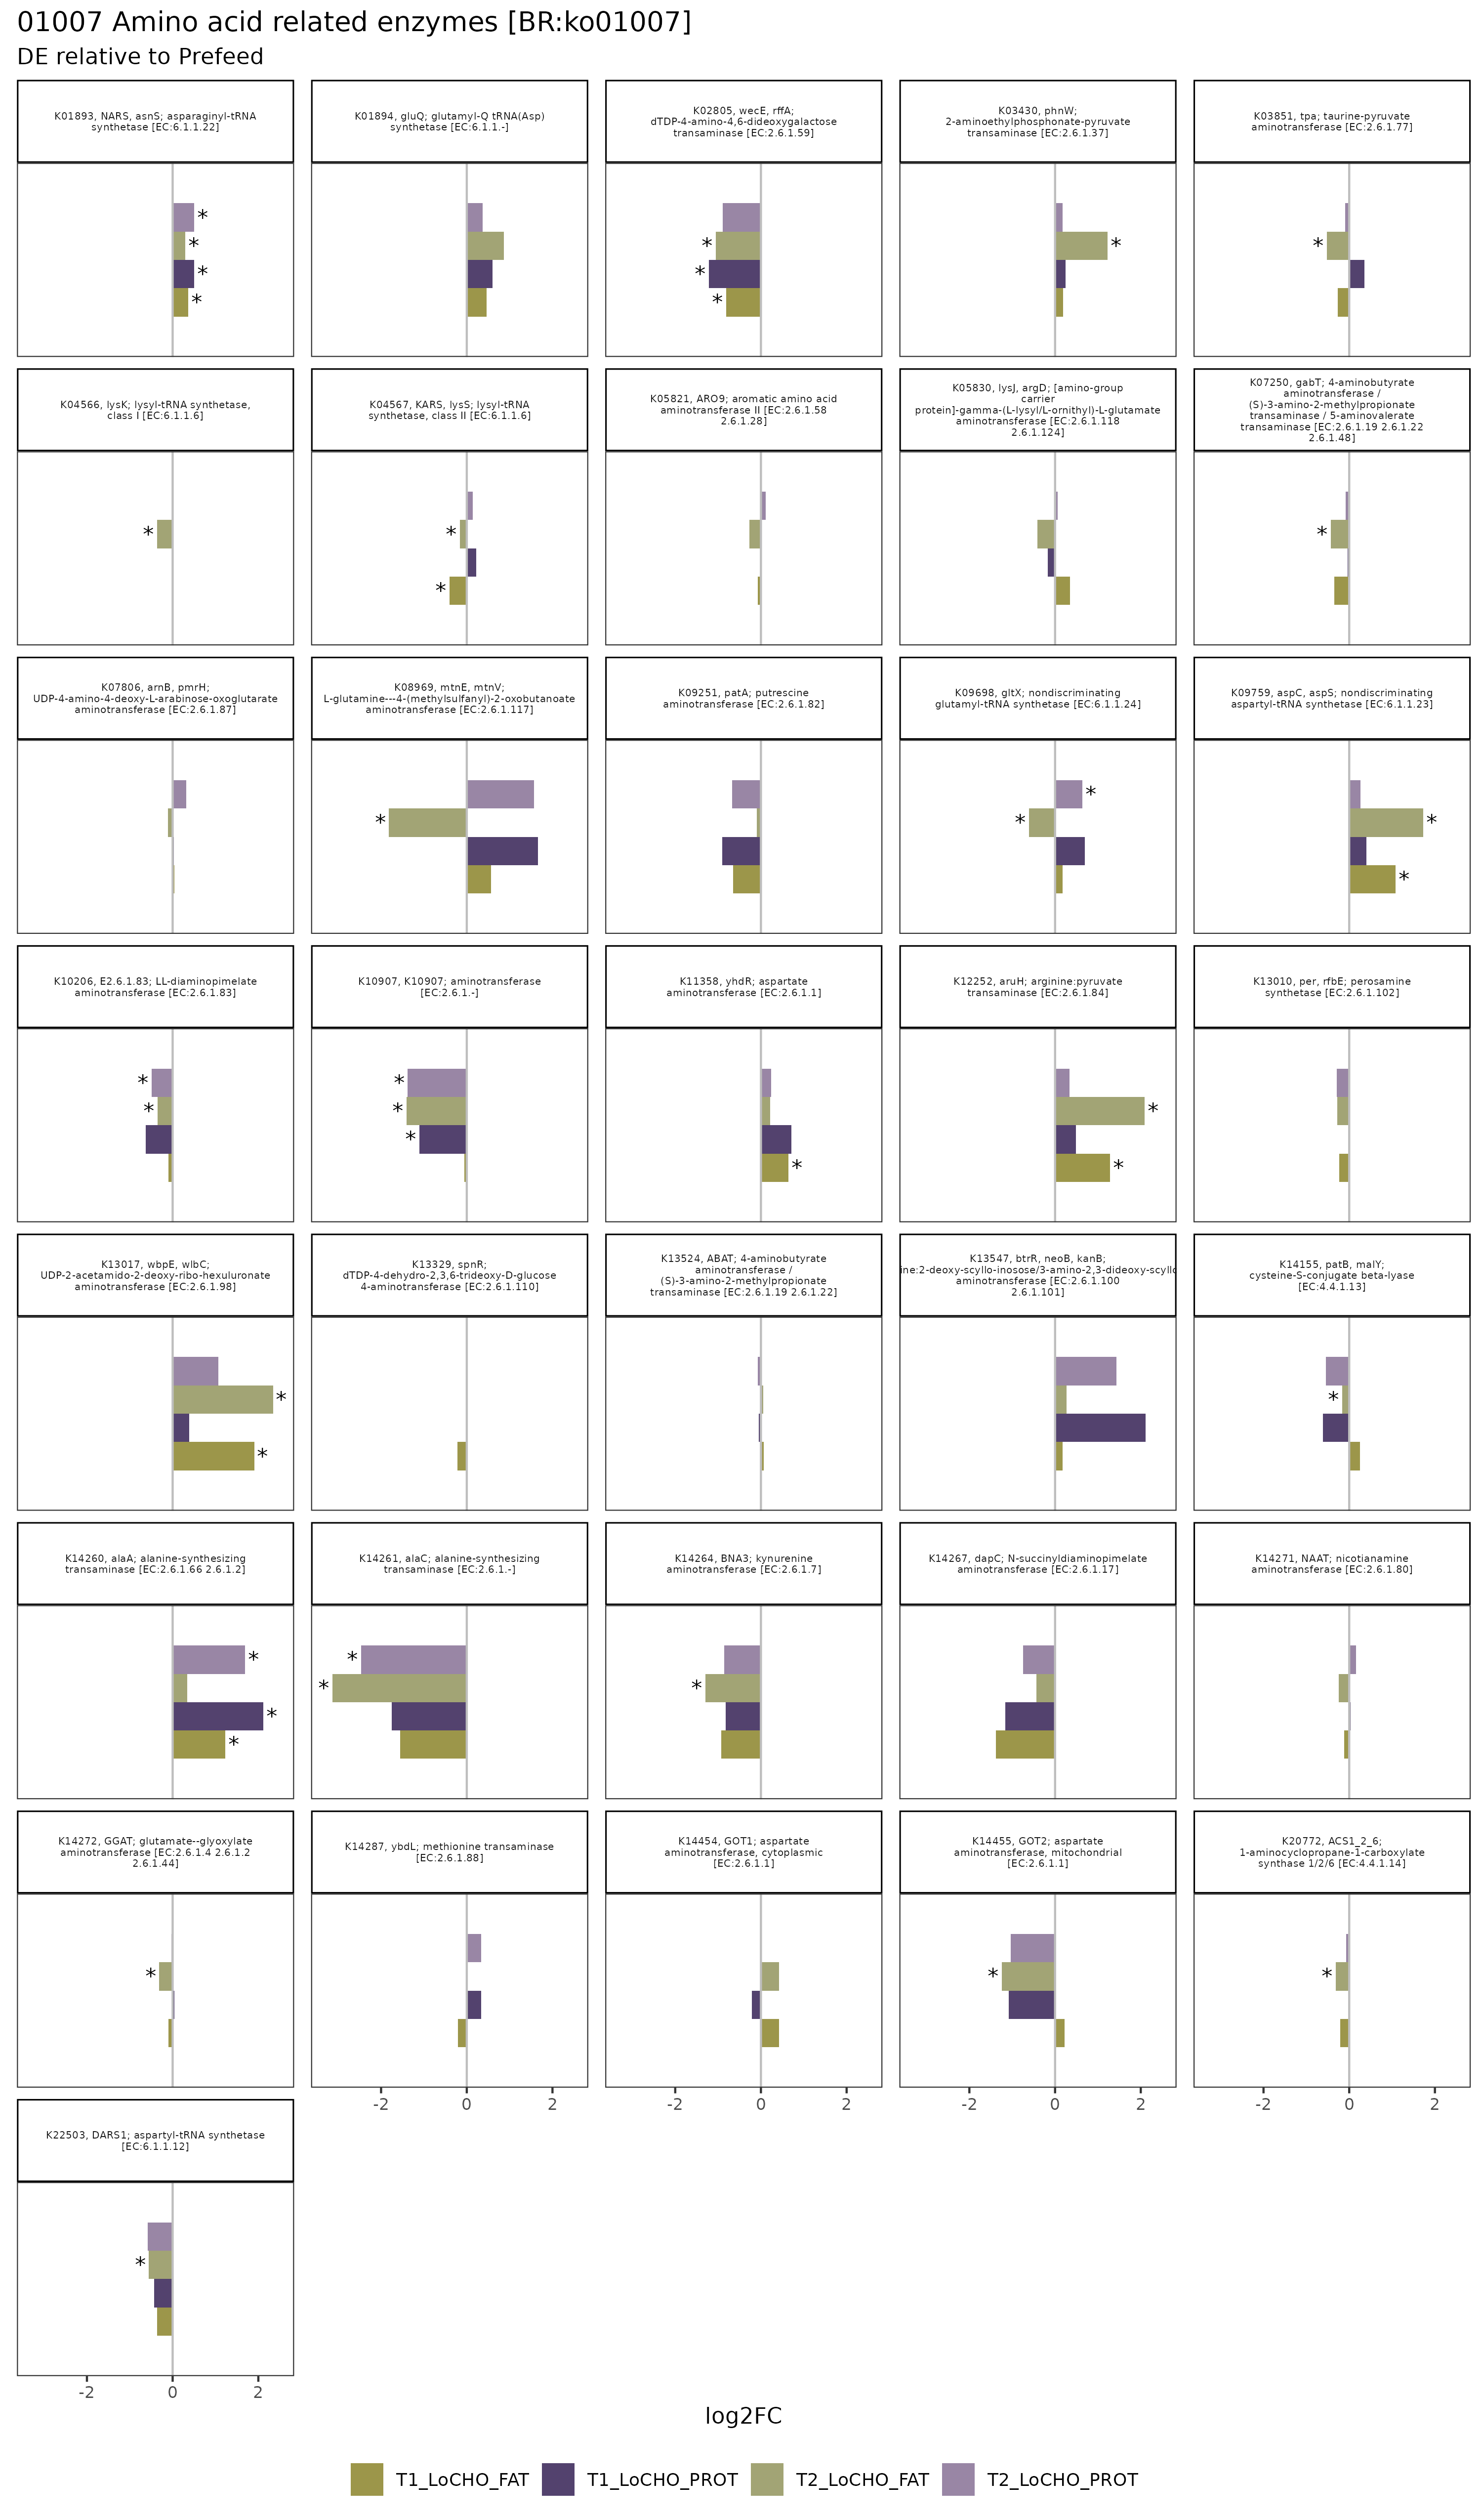 01007 Amino acid related enzymes [BR:ko01007]
DE relative to Prefeed
K01893, NARS, asnS; asparaginyl-tRNA
synthetase [EC:6.1.1.22]
K01894, gluQ; glutamyl-Q tRNA(Asp)
synthetase [EC:6.1.1.-]
K02805, wecE, rffA;
dTDP-4-amino-4,6-dideoxygalactose
transaminase [EC:2.6.1.59]
K03430, phnW;
2-aminoethylphosphonate-pyruvate
transaminase [EC:2.6.1.37]
K03851, tpa; taurine-pyruvate
aminotransferase [EC:2.6.1.77]
*
*
*
*
*
*
*
*
*
K04566, lysK; lysyl-tRNA synthetase,
class I [EC:6.1.1.6]
K04567, KARS, lysS; lysyl-tRNA
synthetase, class II [EC:6.1.1.6]
K05821, ARO9; aromatic amino acid
aminotransferase II [EC:2.6.1.58
2.6.1.28]
K05830, lysJ, argD; [amino-group
carrier
protein]-gamma-(L-lysyl/L-ornithyl)-L-glutamate
aminotransferase [EC:2.6.1.118
2.6.1.124]
K07250, gabT; 4-aminobutyrate
aminotransferase /
(S)-3-amino-2-methylpropionate
transaminase / 5-aminovalerate
transaminase [EC:2.6.1.19 2.6.1.22
2.6.1.48]
*
*
*
*
K07806, arnB, pmrH;
UDP-4-amino-4-deoxy-L-arabinose-oxoglutarate
aminotransferase [EC:2.6.1.87]
K08969, mtnE, mtnV;
L-glutamine---4-(methylsulfanyl)-2-oxobutanoate
aminotransferase [EC:2.6.1.117]
K09251, patA; putrescine
aminotransferase [EC:2.6.1.82]
K09698, gltX; nondiscriminating
glutamyl-tRNA synthetase [EC:6.1.1.24]
K09759, aspC, aspS; nondiscriminating
aspartyl-tRNA synthetase [EC:6.1.1.23]
*
*
*
*
*
K10206, E2.6.1.83; LL-diaminopimelate
aminotransferase [EC:2.6.1.83]
K10907, K10907; aminotransferase
[EC:2.6.1.-]
K11358, yhdR; aspartate
aminotransferase [EC:2.6.1.1]
K12252, aruH; arginine:pyruvate
transaminase [EC:2.6.1.84]
K13010, per, rfbE; perosamine
synthetase [EC:2.6.1.102]
*
*
*
*
*
*
*
*
K13017, wbpE, wlbC;
UDP-2-acetamido-2-deoxy-ribo-hexuluronate
aminotransferase [EC:2.6.1.98]
K13329, spnR;
dTDP-4-dehydro-2,3,6-trideoxy-D-glucose
4-aminotransferase [EC:2.6.1.110]
K13524, ABAT; 4-aminobutyrate
aminotransferase /
(S)-3-amino-2-methylpropionate
transaminase [EC:2.6.1.19 2.6.1.22]
K13547, btrR, neoB, kanB;
ine:2-deoxy-scyllo-inosose/3-amino-2,3-dideoxy-scyllo
aminotransferase [EC:2.6.1.100
2.6.1.101]
K14155, patB, malY;
cysteine-S-conjugate beta-lyase
[EC:4.4.1.13]
*
*
*
K14260, alaA; alanine-synthesizing
transaminase [EC:2.6.1.66 2.6.1.2]
K14261, alaC; alanine-synthesizing
transaminase [EC:2.6.1.-]
K14264, BNA3; kynurenine
aminotransferase [EC:2.6.1.7]
K14267, dapC; N-succinyldiaminopimelate
aminotransferase [EC:2.6.1.17]
K14271, NAAT; nicotianamine
aminotransferase [EC:2.6.1.80]
*
*
*
*
*
*
K14272, GGAT; glutamate--glyoxylate
aminotransferase [EC:2.6.1.4 2.6.1.2
2.6.1.44]
K14287, ybdL; methionine transaminase
[EC:2.6.1.88]
K14454, GOT1; aspartate
aminotransferase, cytoplasmic
[EC:2.6.1.1]
K14455, GOT2; aspartate
aminotransferase, mitochondrial
[EC:2.6.1.1]
K20772, ACS1_2_6;
1-aminocyclopropane-1-carboxylate
synthase 1/2/6 [EC:4.4.1.14]
*
*
*
-2 0 2
-2 0 2
-2 0 2
-2 0 2
K22503, DARS1; aspartyl-tRNA synthetase
[EC:6.1.1.12]
*
-2 0 2
log2FC
T1_LoCHO_FAT
T1_LoCHO_PROT
T2_LoCHO_FAT
T2_LoCHO_PROT